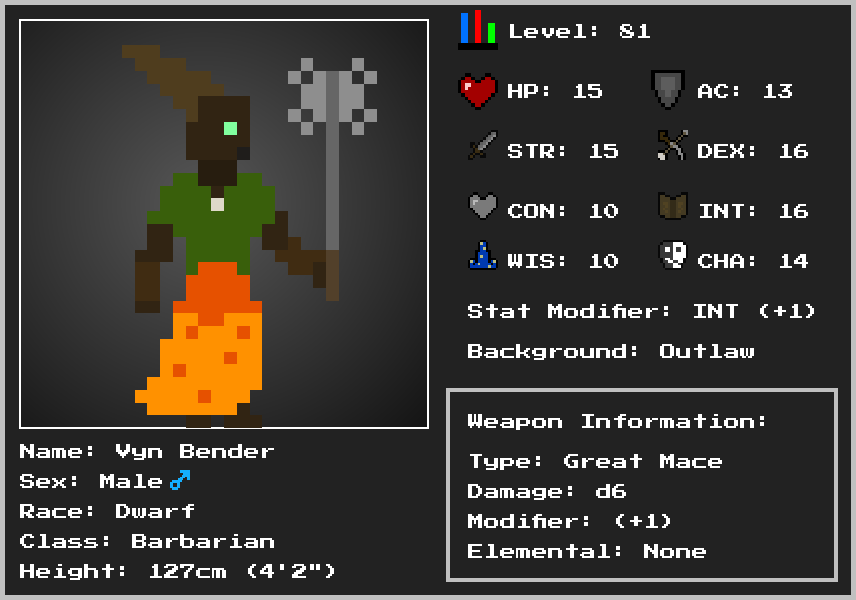 Level: 81
HP: 15
AC: 13
STR: 15
DEX: 16
CON: 10
INT: 16
WIS: 10
CHA: 14
Stat Modifier: INT (+1)
Background: Outlaw
Weapon Information:
Type: Great Mace
Damage: d6
Modifier: (+1)
Elemental: None
Name: Vyn Bender
Sex: Male ♂
Race: Dwarf
Class: Barbarian
Height: 127cm (4'2")